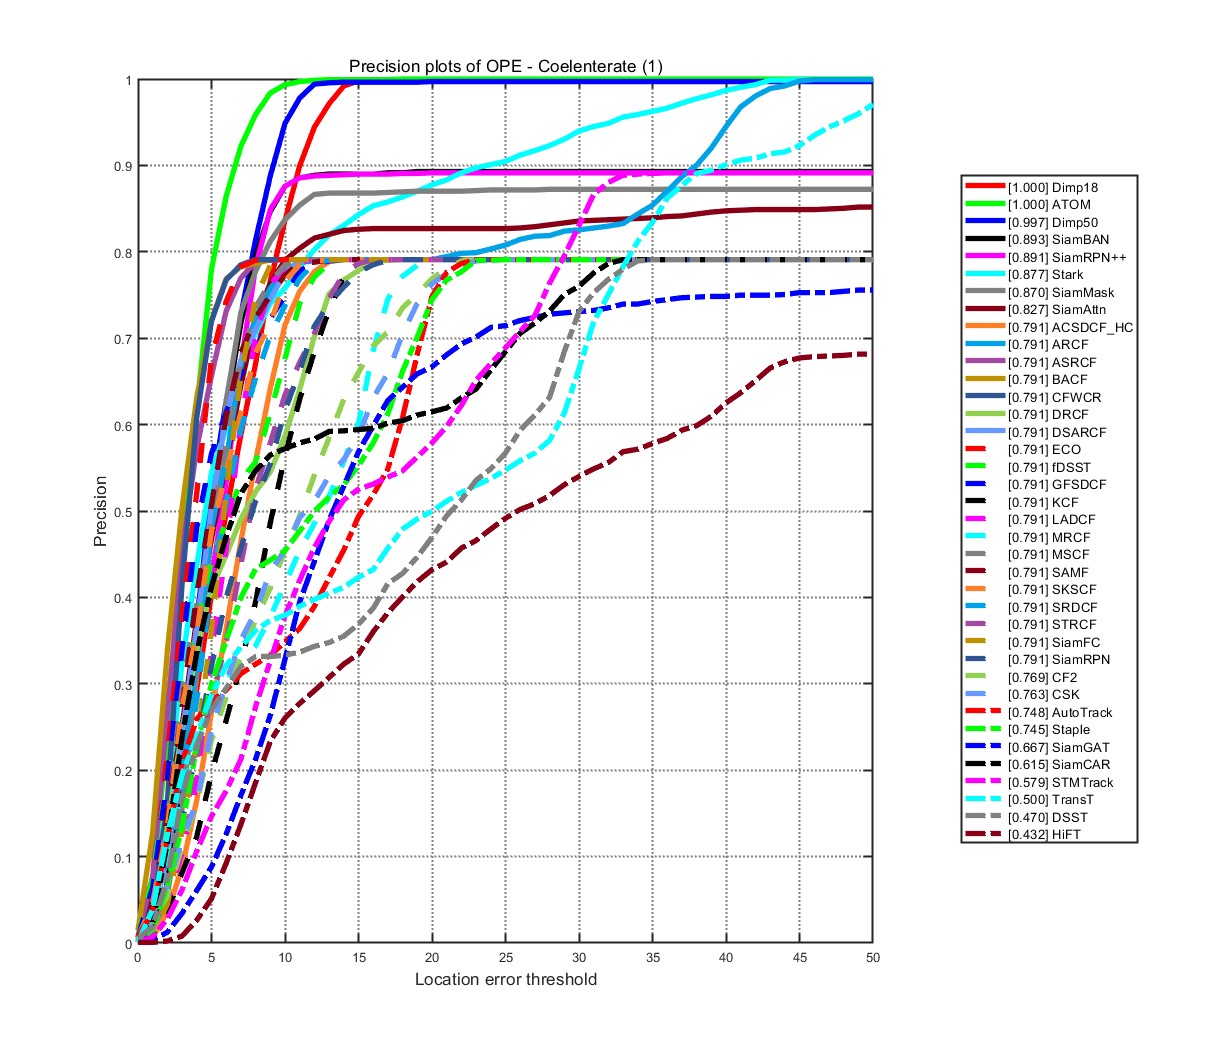 Precision plots of OPE - Coelenterate (1)
1
0.9
0.8
0.7
0.6
0.5
0.4
0.3
0.2
0.1
0
Precision
0 5 10 15 20 25 30 35 40 45 50
Location error threshold
[1.000] Dimp18
[1.000] ATOM
[0.997] Dimp50
[0.893] SiamBAN
[0.891] SiamRPN++
[0.877] Stark
[0.870] SiamMask
[0.827] SiamAttn
[0.791] ACSDCF_HC
[0.791] ARCF
[0.791] ASRCF
[0.791] BACF
[0.791] CFWCR
[0.791] DRCF
[0.791] DSARCF
[0.791] ECO
[0.791] fDSST
[0.791] GFSDCF
[0.791] KCF
[0.791] LADCF
[0.791] MRCF
[0.791] MSCF
[0.791] SAMF
[0.791] SKSCF
[0.791] SRDCF
[0.791] STRCF
[0.791] SiamFC
[0.791] SiamRPN
[0.769] CF2
[0.763] CSK
[0.748] AutoTrack
[0.745] Staple
[0.667] SiamGAT
[0.615] SiamCAR
[0.579] STMTrack
[0.500] TransT
[0.470] DSST
[0.432] HiFT